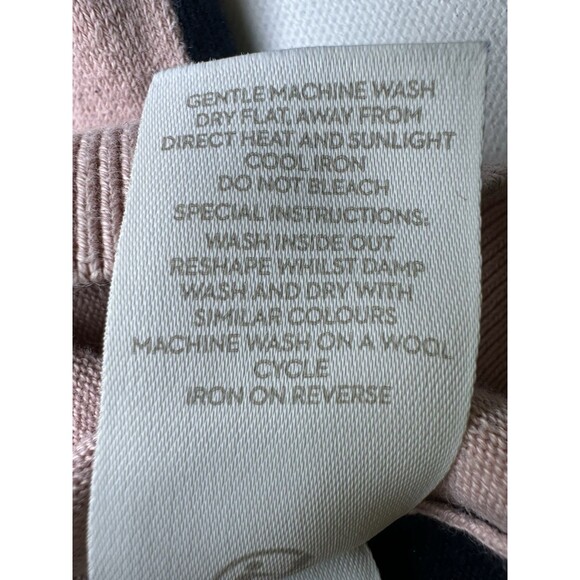 GENTLE MACHINE WASH
DRY FLAT, AWAY FROM
DIRECT HEAT AND SUNLIGHT
COOL IRON
DO NOT BLEACH
SPECIAL INSTRUCTIONS:
WASH INSIDE OUT
RESHAPE WHILST DAMP
WASH AND DRY WITH
SIMILAR COLOURS
MACHINE WASH ON A WOOL
CYCLE
IRON ON REVERSE